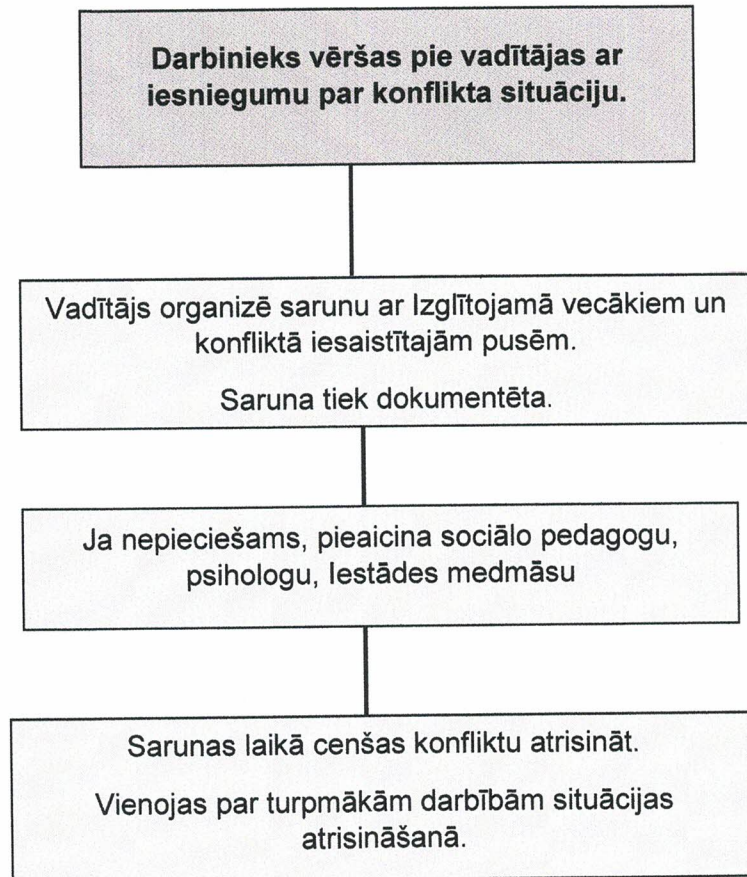 Darbinieks vēršas pie vadītājas ar
iesniegumu par konflikta situāciju.
Vadītājs organizē sarunu ar Izglītojamā vecākiem un
konfliktā iesaistītajām pusēm.
Saruna tiek dokumentēta.
Ja nepieciešams, pieaicina sociālo pedagogu,
psihologu, Iestādes medmāsu
Sarunas laikā cenšas konfliktu atrisināt.
Vienojas par turpmākām darbībām situācijas
atrisināšanā.